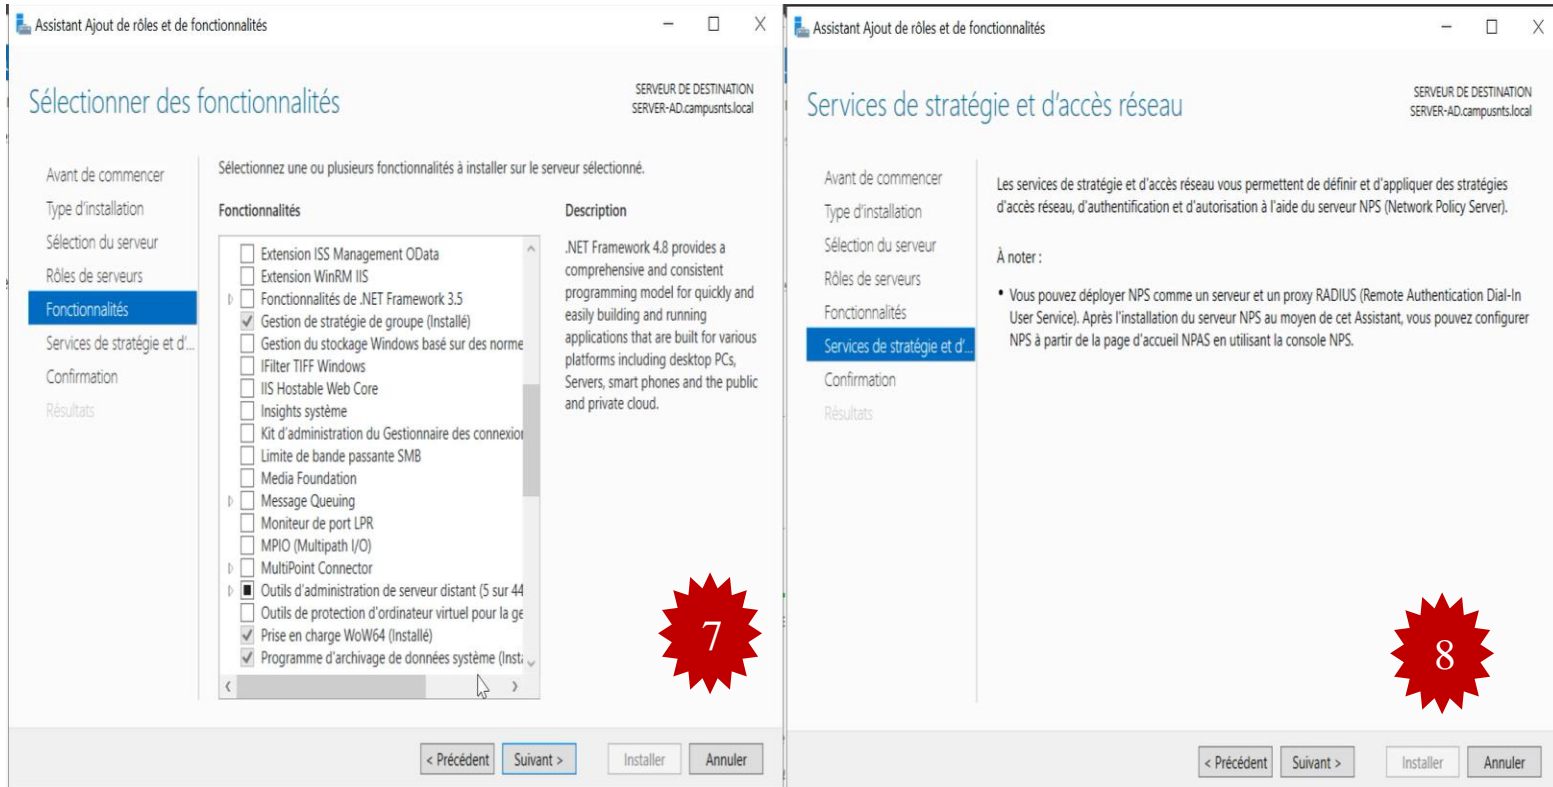 Assistant Ajout de rôles et de fonctionnalités
Sélectionner des fonctionnalités
SERVEUR DE DESTINATION
SERVER-AD.campusnts.local
Avant de commencer
Type d'installation
Sélection du serveur
Rôles de serveurs
Fonctionnalités
Services de stratégie et d'...
Confirmation
Résultats
Sélectionnez une ou plusieurs fonctionnalités à installer sur le serveur sélectionné.
Fonctionnalités
Extension ISS Management OData
Extension WinRM IIS
Fonctionnalités de .NET Framework 3.5
Gestion de stratégie de groupe (Installé)
Gestion du stockage Windows basé sur des norme
IFilter TIFF Windows
IIS Hostable Web Core
Insights système
Kit d'administration du Gestionnaire des connexion
Limite de bande passante SMB
Media Foundation
Message Queuing
Moniteur de port LPR
MPIO (Multipath I/O)
MultiPoint Connector
Outils d'administration de serveur distant (5 sur 44
Outils de protection d'ordinateur virtuel pour la ge
Prise en charge WoW64 (Installé)
Programme d'archivage de données système (Insta
Description
.NET Framework 4.8 provides a
comprehensive and consistent
programming model for quickly and
easily building and running
applications that are built for various
platforms including desktop PCs,
Servers, smart phones and the public
and private cloud.
7
< Précédent
Suivant >
Installer
Annuler
Assistant Ajout de rôles et de fonctionnalités
Services de stratégie et d'accès réseau
SERVEUR DE DESTINATION
SERVER-AD.campusnts.local
Avant de commencer
Type d'installation
Sélection du serveur
Rôles de serveurs
Fonctionnalités
Services de stratégie et d'...
Confirmation
Résultats
Les services de stratégie et d'accès réseau vous permettent de définir et d'appliquer des stratégies
d'accès réseau, d'authentification et d'autorisation à l'aide du serveur NPS (Network Policy Server).
À noter :
• Vous pouvez déployer NPS comme un serveur et un proxy RADIUS (Remote Authentication Dial-In
User Service). Après l'installation du serveur NPS au moyen de cet Assistant, vous pouvez configurer
NPS à partir de la page d'accueil NPAS en utilisant la console NPS.
8
< Précédent
Suivant >
Installer
Annuler